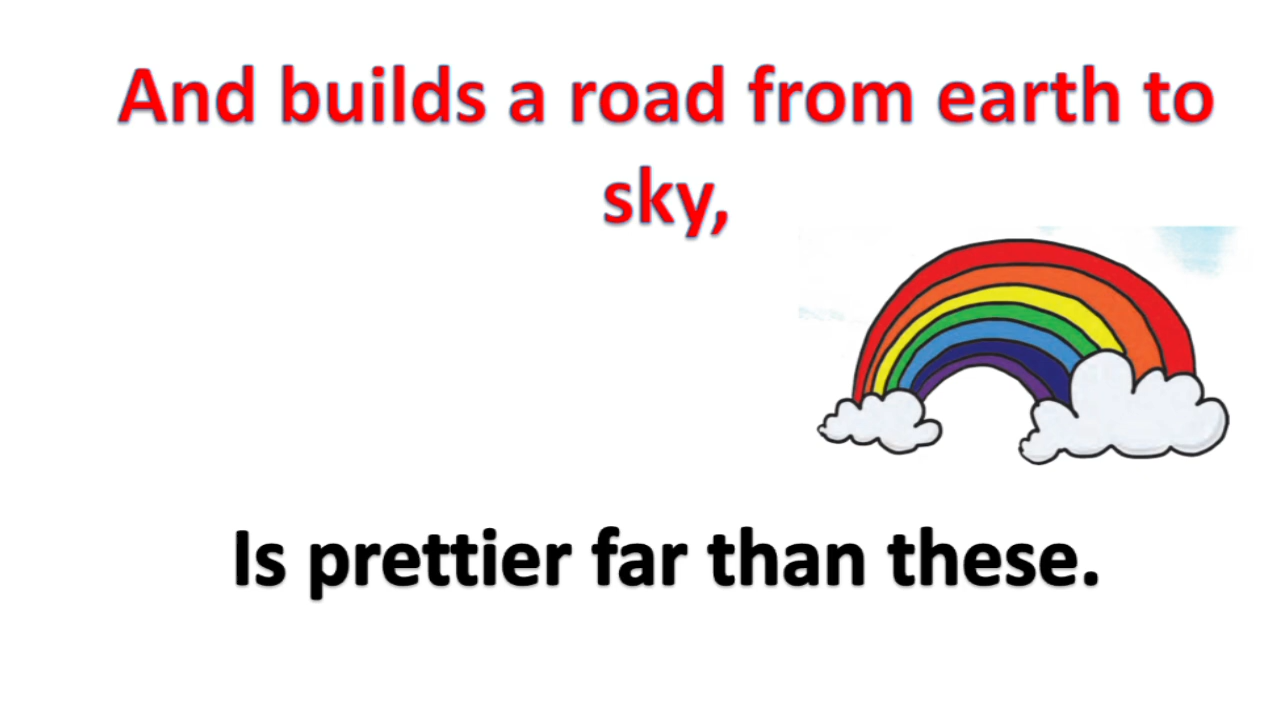 And builds a road from earth to
sky,
Is prettier far than these.